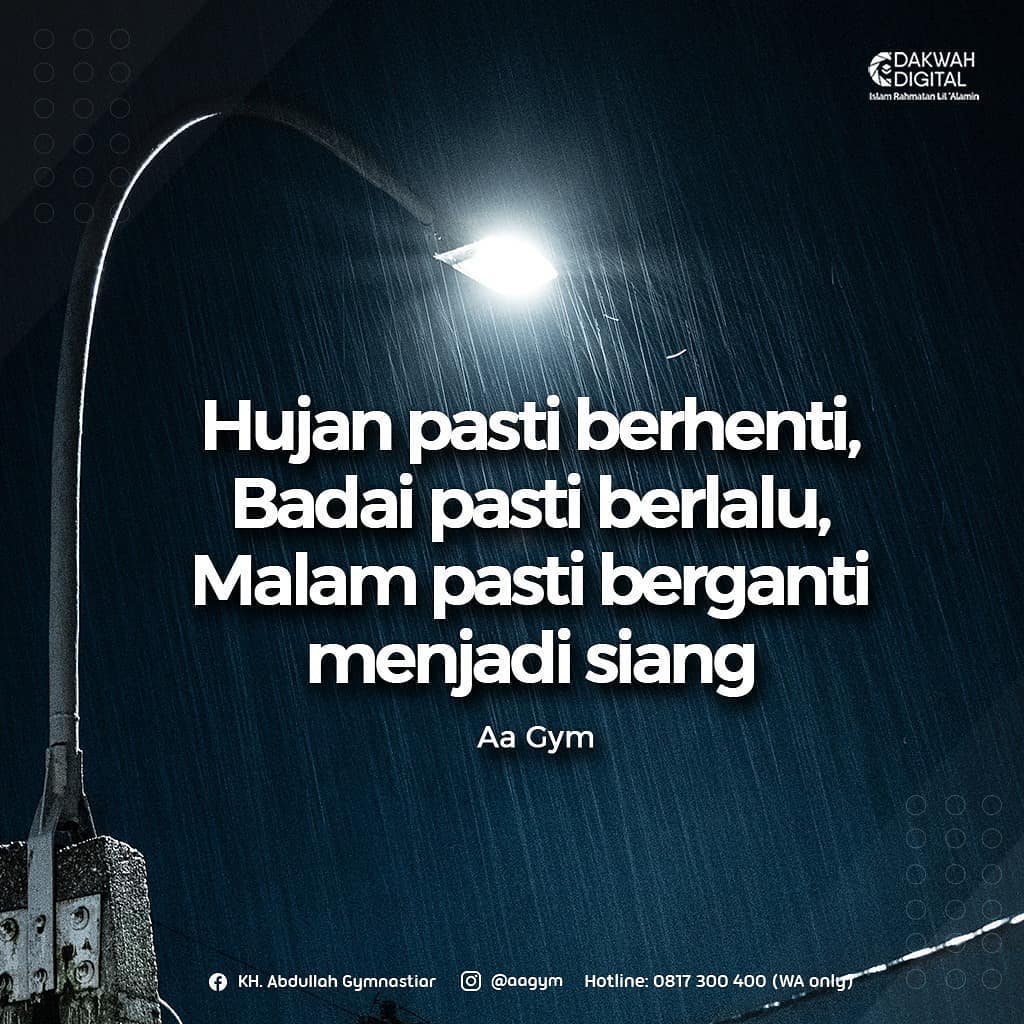 DAKWAH
DIGITAL
Islam Rahmatan Lil 'Alamin
Hujan pasti berhenti,
Badai pasti berlalu,
Malam pasti berganti
menjadi siang
Aa Gym
KH. Abdullah Gymnastiar @aagym Hotline: 0817 300 400 (WA only)